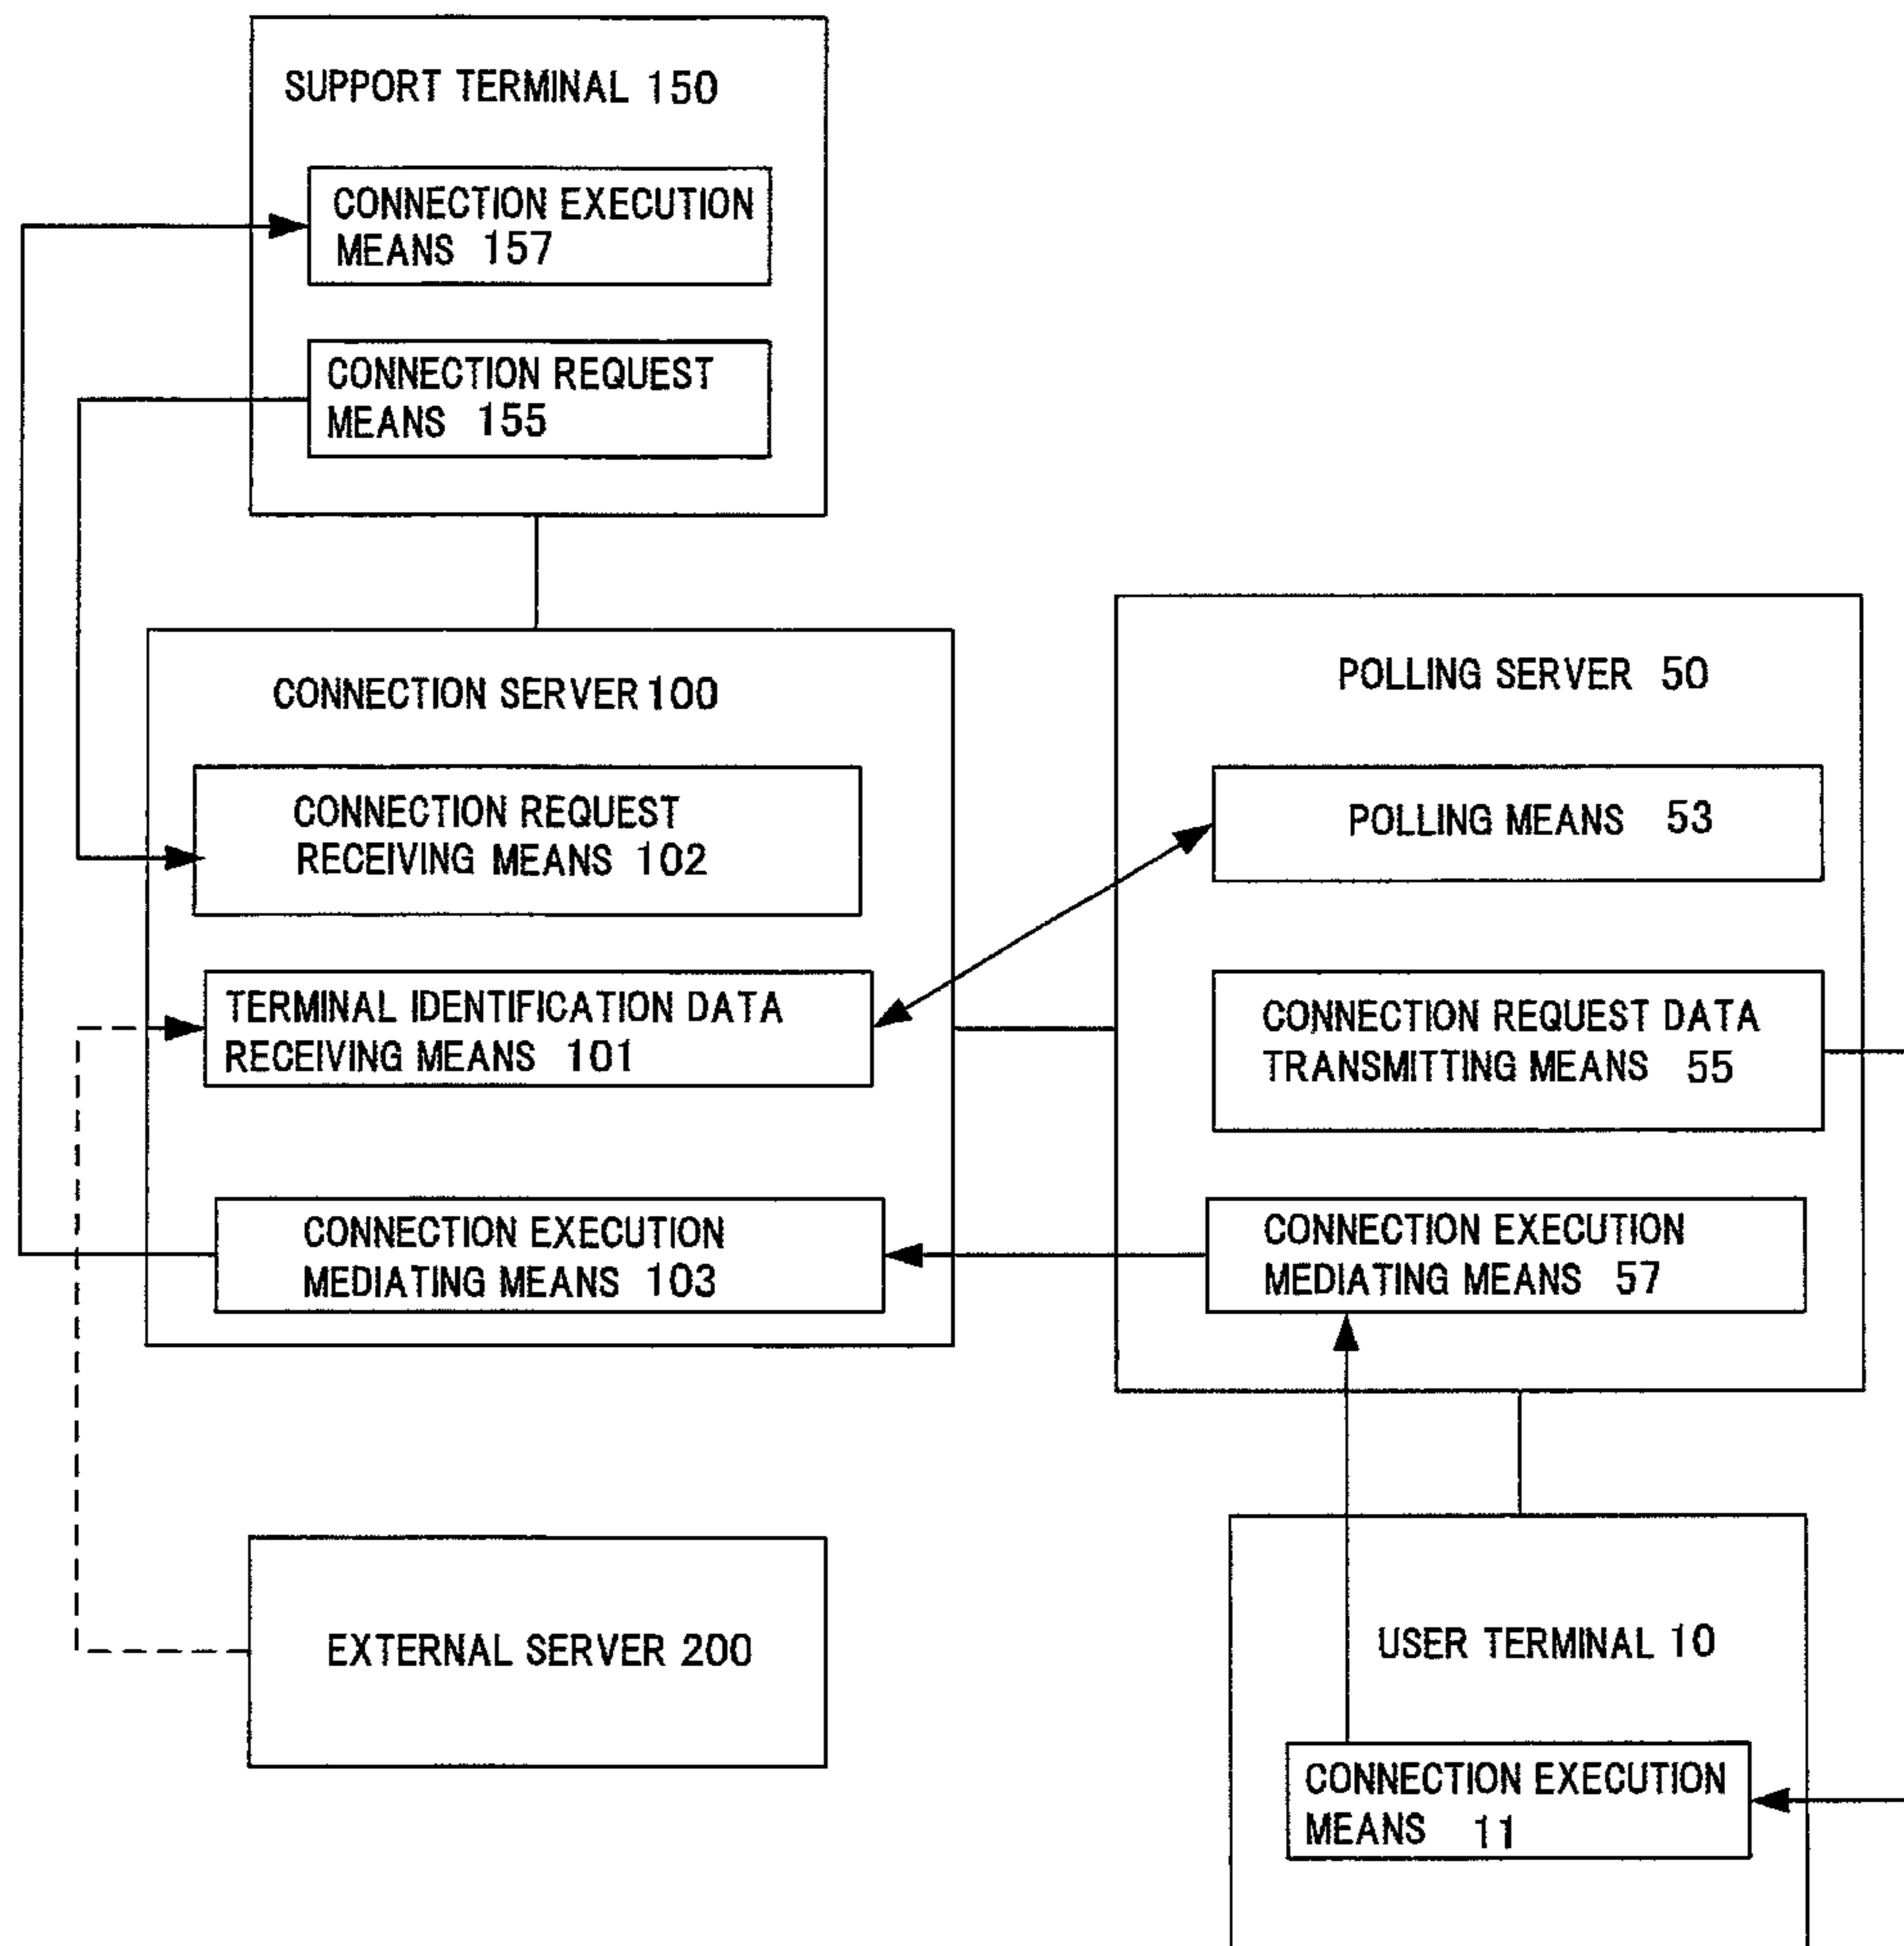 SUPPORT TERMINAL 150
CONNECTION EXECUTION
MEANS 157
CONNECTION REQUEST
MEANS 155
CONNECTION SERVER 100
CONNECTION REQUEST
RECEIVING MEANS 102
TERMINAL IDENTIFICATION DATA
RECEIVING MEANS 101
CONNECTION EXECUTION
MEDIATING MEANS 103
POLLING SERVER 50
POLLING MEANS 53
CONNECTION REQUEST DATA
TRANSMITTING MEANS 55
CONNECTION EXECUTION
MEDIATING MEANS 57
EXTERNAL SERVER 200
USER TERMINAL 10
CONNECTION EXECUTION
MEANS 11